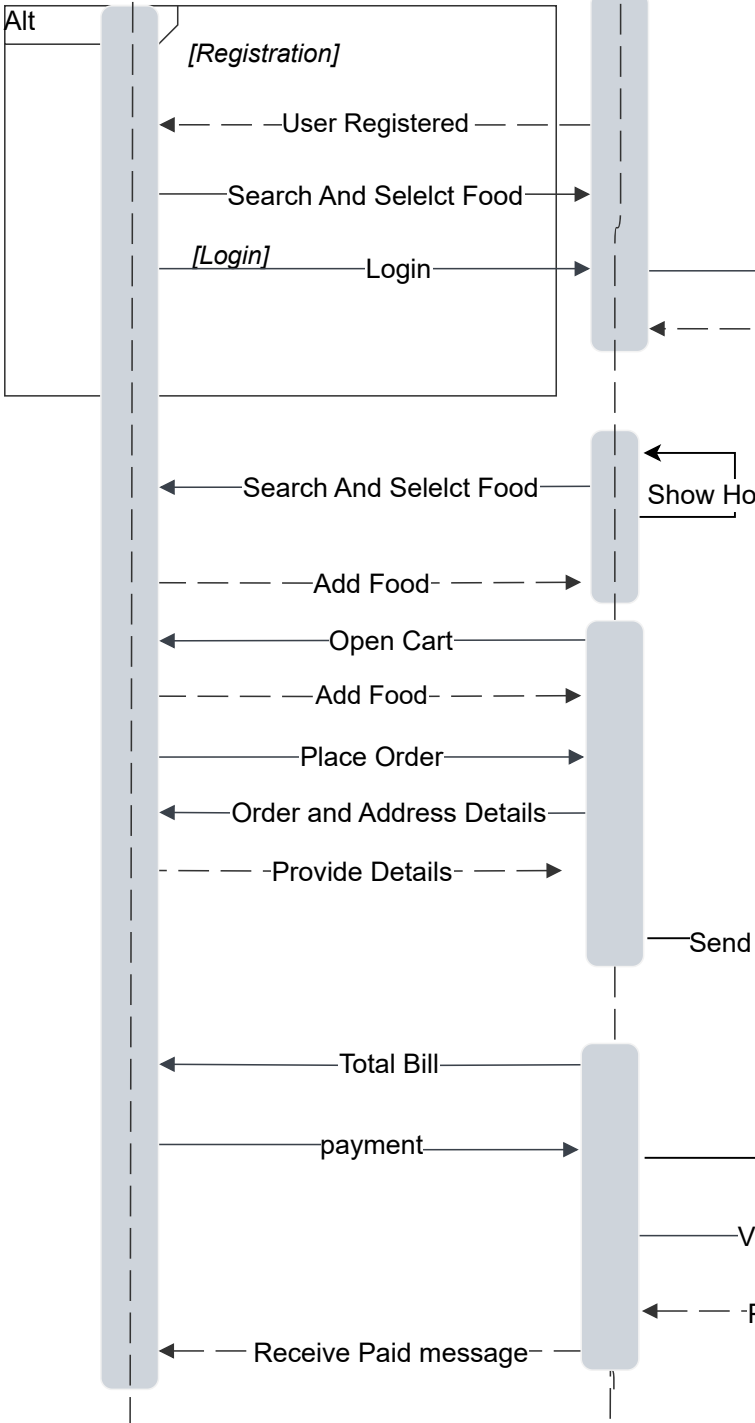 Alt
[Registration]
User Registered
Search And Selelct Food
[Login]
Login
Search And Selelct Food
Show Ho
Add Food
Open Cart
Add Food
Place Order
Order and Address Details
Provide Details
Send
Total Bill
payment
V
Receive Paid message